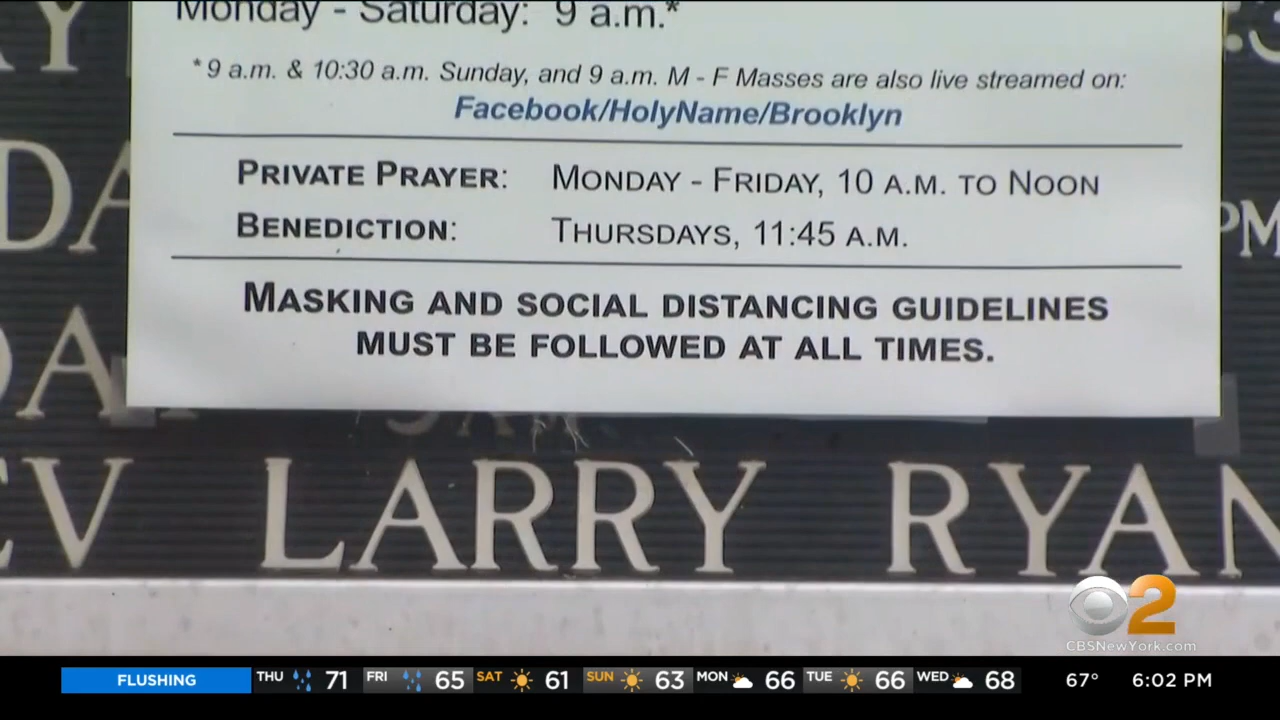 Monday - Saturday: 9 a.m.*
*9 a.m. & 10:30 a.m. Sunday, and 9 a.m. M - F Masses are also live streamed on:
Facebook/HolyName/Brooklyn
PRIVATE PRAYER: MONDAY - FRIDAY, 10 A.M. TO NOON
BENEDICTION: THURSDAYS, 11:45 A.M.
MASKING AND SOCIAL DISTANCING GUIDELINES
MUST BE FOLLOWED AT ALL TIMES.
PM
LARRY RYAN
2
CBSNewYork.com
FLUSHING THU 71 FRI 65 SAT 61 SUN 63 MON 66 TUE 66 WED 68 67° 6:02 PM